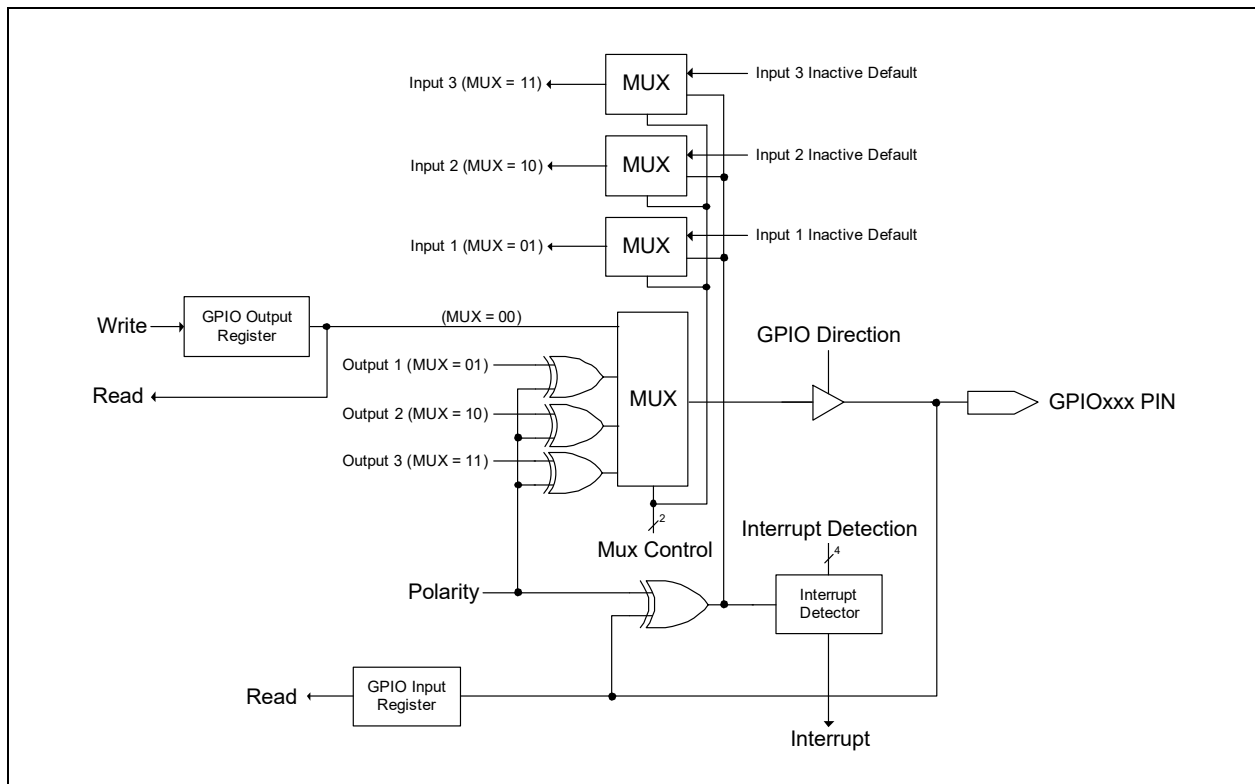 MUX
Input 3 (MUX = 11)
Input 3 Inactive Default
MUX
Input 2 (MUX = 10)
Input 2 Inactive Default
MUX
Input 1 (MUX = 01)
Input 1 Inactive Default
Write
GPIO Output
Register
(MUX = 00)
GPIO Direction
Output 1 (MUX = 01)
Read
MUX
GPIOxxx PIN
Output 2 (MUX = 10)
Output 3 (MUX = 11)
2
Mux Control
Interrupt Detection
4
Polarity
Interrupt
Detector
Read
GPIO Input
Register
Interrupt